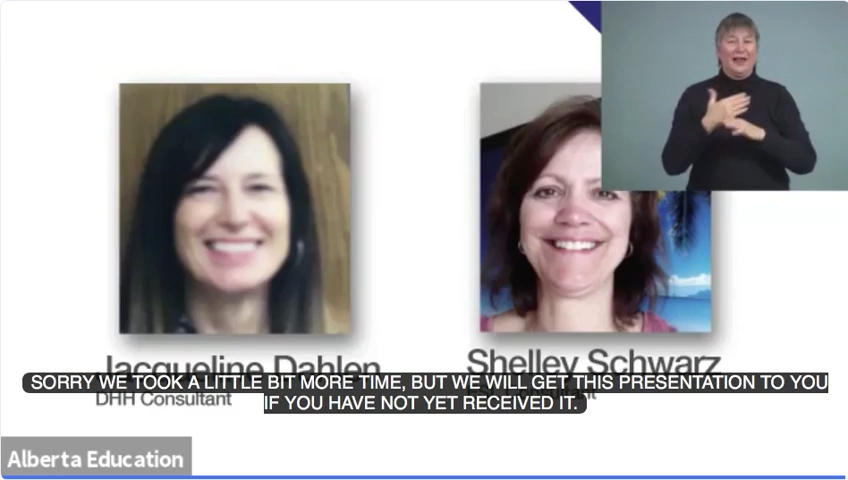 Jacqueline Dahlen
Shelley Schwarz
SORRY WE TOOK A LITTLE BIT MORE TIME, BUT WE WILL GET THIS PRESENTATION TO YOU
DHH Consultant
IF YOU HAVE NOT YET RECEIVED IT.
Alberta Education